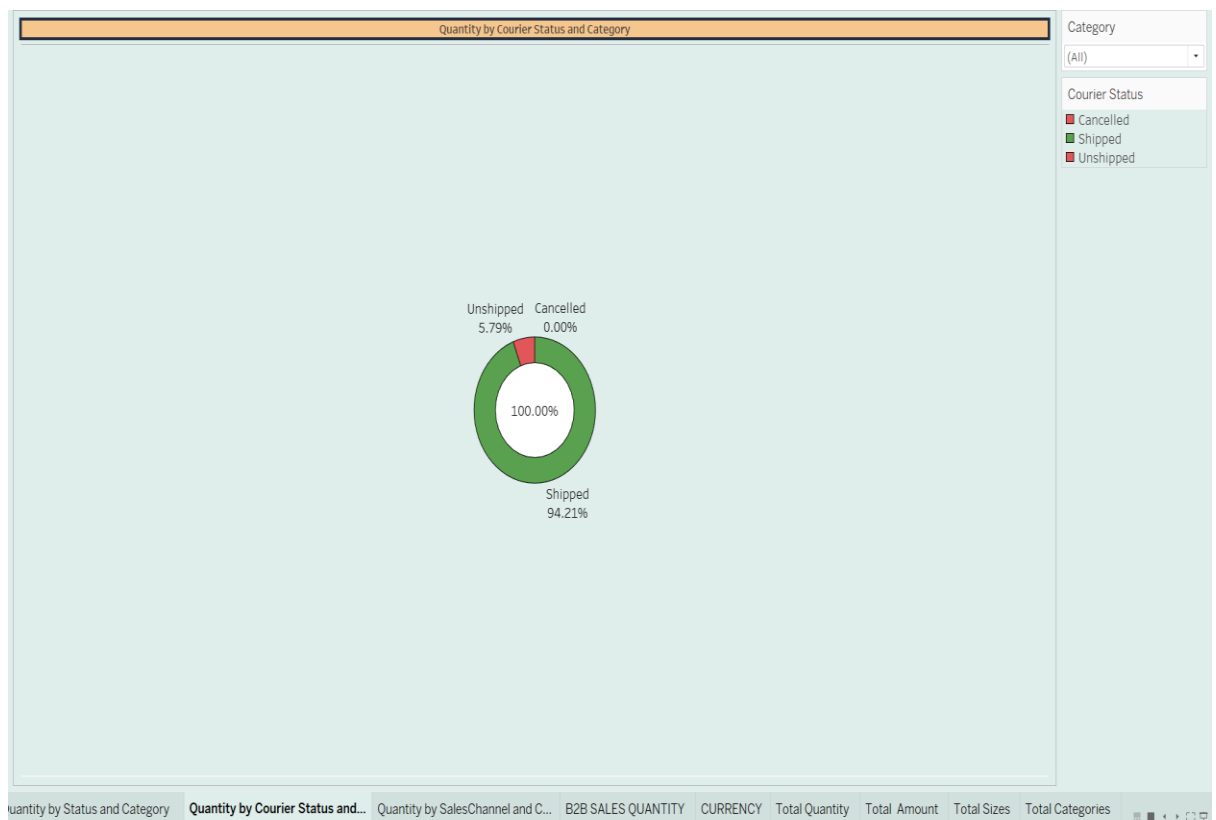 Quantity by Courier Status and Category
Category
(All)
Courier Status
Cancelled
Shipped
Unshipped
Unshipped
5.79%
Cancelled
0.00%
100.00%
Shipped
94.21%
uantity by Status and Category
Quantity by Courier Status and...
Quantity by SalesChannel and C...
B2B SALES QUANTITY
CURRENCY
Total Quantity
Total Amount
Total Sizes
Total Categories